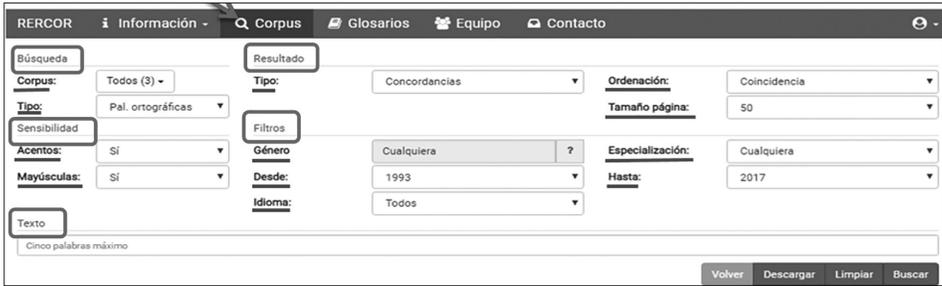 RERCOR Información Corpus Glosarios Equipo Contacto
Búsqueda Resultado
Corpus: Todos (3) Tipo: Concordancias Ordenación: Coincidencia
Tipo: Pal. ortográficas Tamaño página: 50
Sensibilidad Filtros
Acentos: Sí Género Cualquiera ? Especialización: Cualquiera
Mayúsculas: Sí Desde: 1993 Hasta: 2017
Idioma: Todos
Texto
Cinco palabras máximo
Volver Descargar Limpiar Buscar